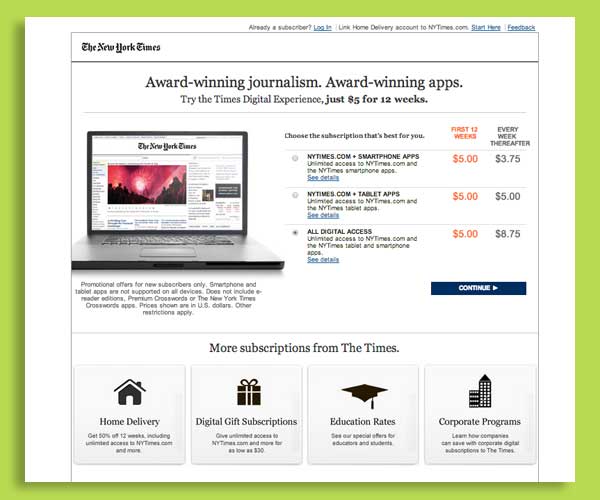 Already a subscriber? Log In | Link Home Delivery account to NYTimes.com. Start Here | Feedback
The New York Times
Award-winning journalism. Award-winning apps.
Try the Times Digital Experience, just $5 for 12 weeks.
The New York Times
Choose the subscription that's best for you.
FIRST 12
WEEKS
EVERY
WEEK
THEREAFTER
NYTIMES.COM + SMARTPHONE APPS
Unlimited access to NYTimes.com and
the NYTimes smartphone apps.
See details
$5.00
$3.75
NYTIMES.COM + TABLET APPS
Unlimited access to NYTimes.com and
the NYTimes tablet apps.
See details
$5.00
$5.00
ALL DIGITAL ACCESS
Unlimited access to NYTimes.com and
the NYTimes tablet and smartphone
apps.
See details
$5.00
$8.75
CONTINUE
Promotional offers for new subscribers only. Smartphone and
tablet apps are not supported on all devices. Does not include e-
reader editions, Premium Crosswords or The New York Times
Crosswords apps. Prices shown are in U.S. dollars. Other
restrictions apply.
More subscriptions from The Times.
Home Delivery
Get 50% off 12 weeks, including
unlimited access to NYTimes.com
and more.
Digital Gift Subscriptions
Give unlimited access to
NYTimes.com and more for
as low as $30.
Education Rates
See our special offers for
educators and students.
Corporate Programs
Learn how companies
can save with corporate digital
subscriptions to The Times.